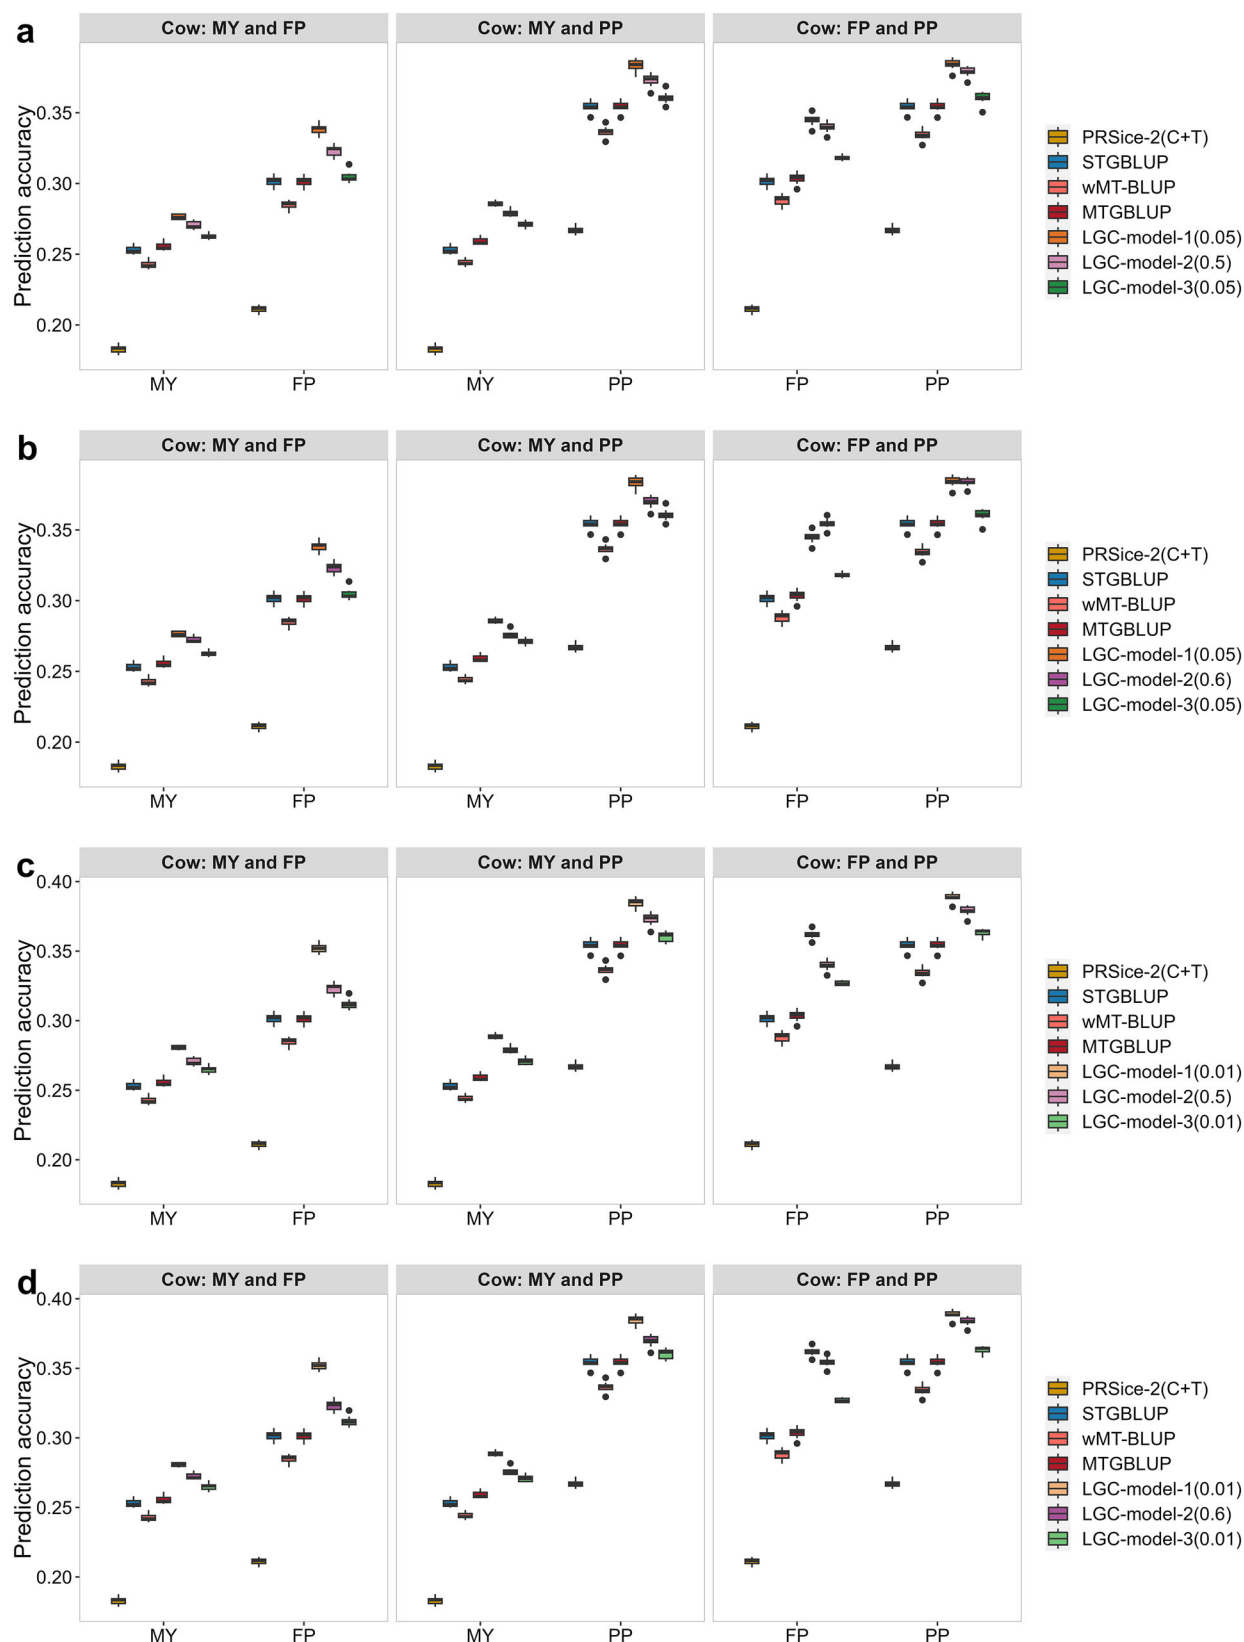 a
Cow: MY and FP
Cow: MY and PP
Cow: FP and PP
Prediction accuracy
0.35
0.30
0.25
0.20
MY
FP
MY
PP
FP
PP
PRSice-2(C+T)
STGBLUP
wMT-BLUP
MTGBLUP
LGC-model-1(0.05)
LGC-model-2(0.5)
LGC-model-3(0.05)
b
Cow: MY and FP
Cow: MY and PP
Cow: FP and PP
Prediction accuracy
0.35
0.30
0.25
0.20
MY
FP
MY
PP
FP
PP
PRSice-2(C+T)
STGBLUP
wMT-BLUP
MTGBLUP
LGC-model-1(0.05)
LGC-model-2(0.6)
LGC-model-3(0.05)
c
Cow: MY and FP
Cow: MY and PP
Cow: FP and PP
Prediction accuracy
0.40
0.35
0.30
0.25
0.20
MY
FP
MY
PP
FP
PP
PRSice-2(C+T)
STGBLUP
wMT-BLUP
MTGBLUP
LGC-model-1(0.01)
LGC-model-2(0.5)
LGC-model-3(0.01)
d
Cow: MY and FP
Cow: MY and PP
Cow: FP and PP
Prediction accuracy
0.40
0.35
0.30
0.25
0.20
MY
FP
MY
PP
FP
PP
PRSice-2(C+T)
STGBLUP
wMT-BLUP
MTGBLUP
LGC-model-1(0.01)
LGC-model-2(0.6)
LGC-model-3(0.01)